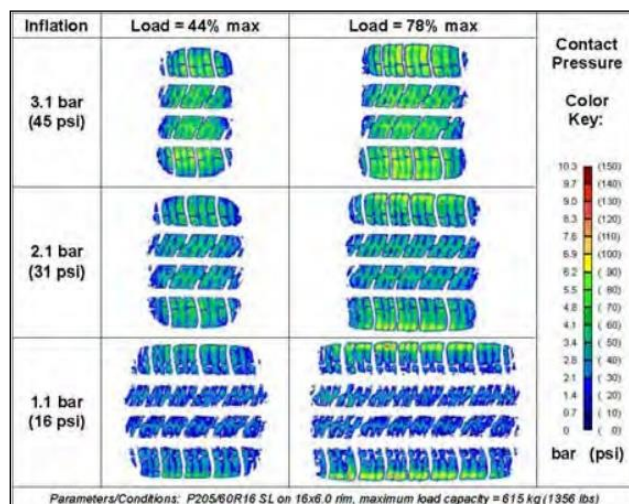 Inflation Load = 44% max Load = 78% max
Contact
Pressure
Color
Key:
3.1 bar
(45 psi)
2.1 bar
(31 psi)
1.1 bar
(16 psi)
10.3 (150)
9.7 (140)
9.0 (130)
8.3 (120)
7.6 (110)
6.9 (100)
6.2 ( 90)
5.5 ( 80)
4.8 ( 70)
4.1 ( 60)
3.4 ( 50)
2.8 ( 40)
2.1 ( 30)
1.4 ( 20)
0.7 ( 10)
0 ( 0)
bar (psi)
Parameters/Conditions: P205/60R16 SL on 16x6.0 rim, maximum load capacity = 615 kg (1356 lbs)